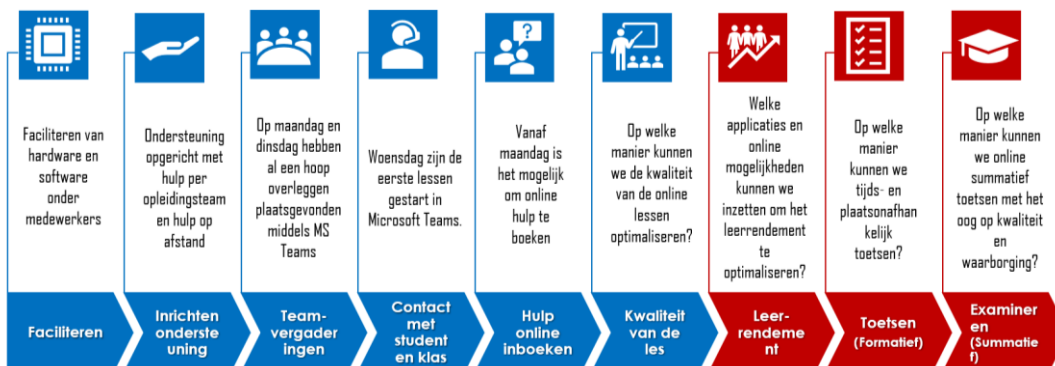 ?
Faciliteren van
hardware en
software
onder
medewerkers
Ondersteuning
opgericht met
hulp per
opleidingsteam
en hulp op
afstand
Op maandag en
dinsdag hebben
al een hoop
overleggen
plaatsgevonden
middels MS
Teams
Woensdag zijn de
eerste lessen
gestart in
Microsoft Teams.
Vanaf
maandag is
het mogelijk
om online
hulp te
boeken
Op welke
manier kunnen
we de kwaliteit
van de online
lessen
optimaliseren?
Welke
applicaties en
online
mogelijkheden
kunnen we
inzetten om het
leerrendement
te
optimaliseren?
Op welke
manier
kunnen we
tijds- en
plaatsonafhan
kelijk
toetsen?
Op welke
manier kunnen
we online
summatief
toetsen met het
oog op kwaliteit
en
waarborging?
Faciliteren
Inrichten
onderste
uning
Team-
vergader
ingen
Contact
met
student
en klas
Hulp
online
inboeken
Kwaliteit
van de
les
Leer-
rendeme
nt
Toetsen
(Formatief)
Examiner
en
(Summatie
f)